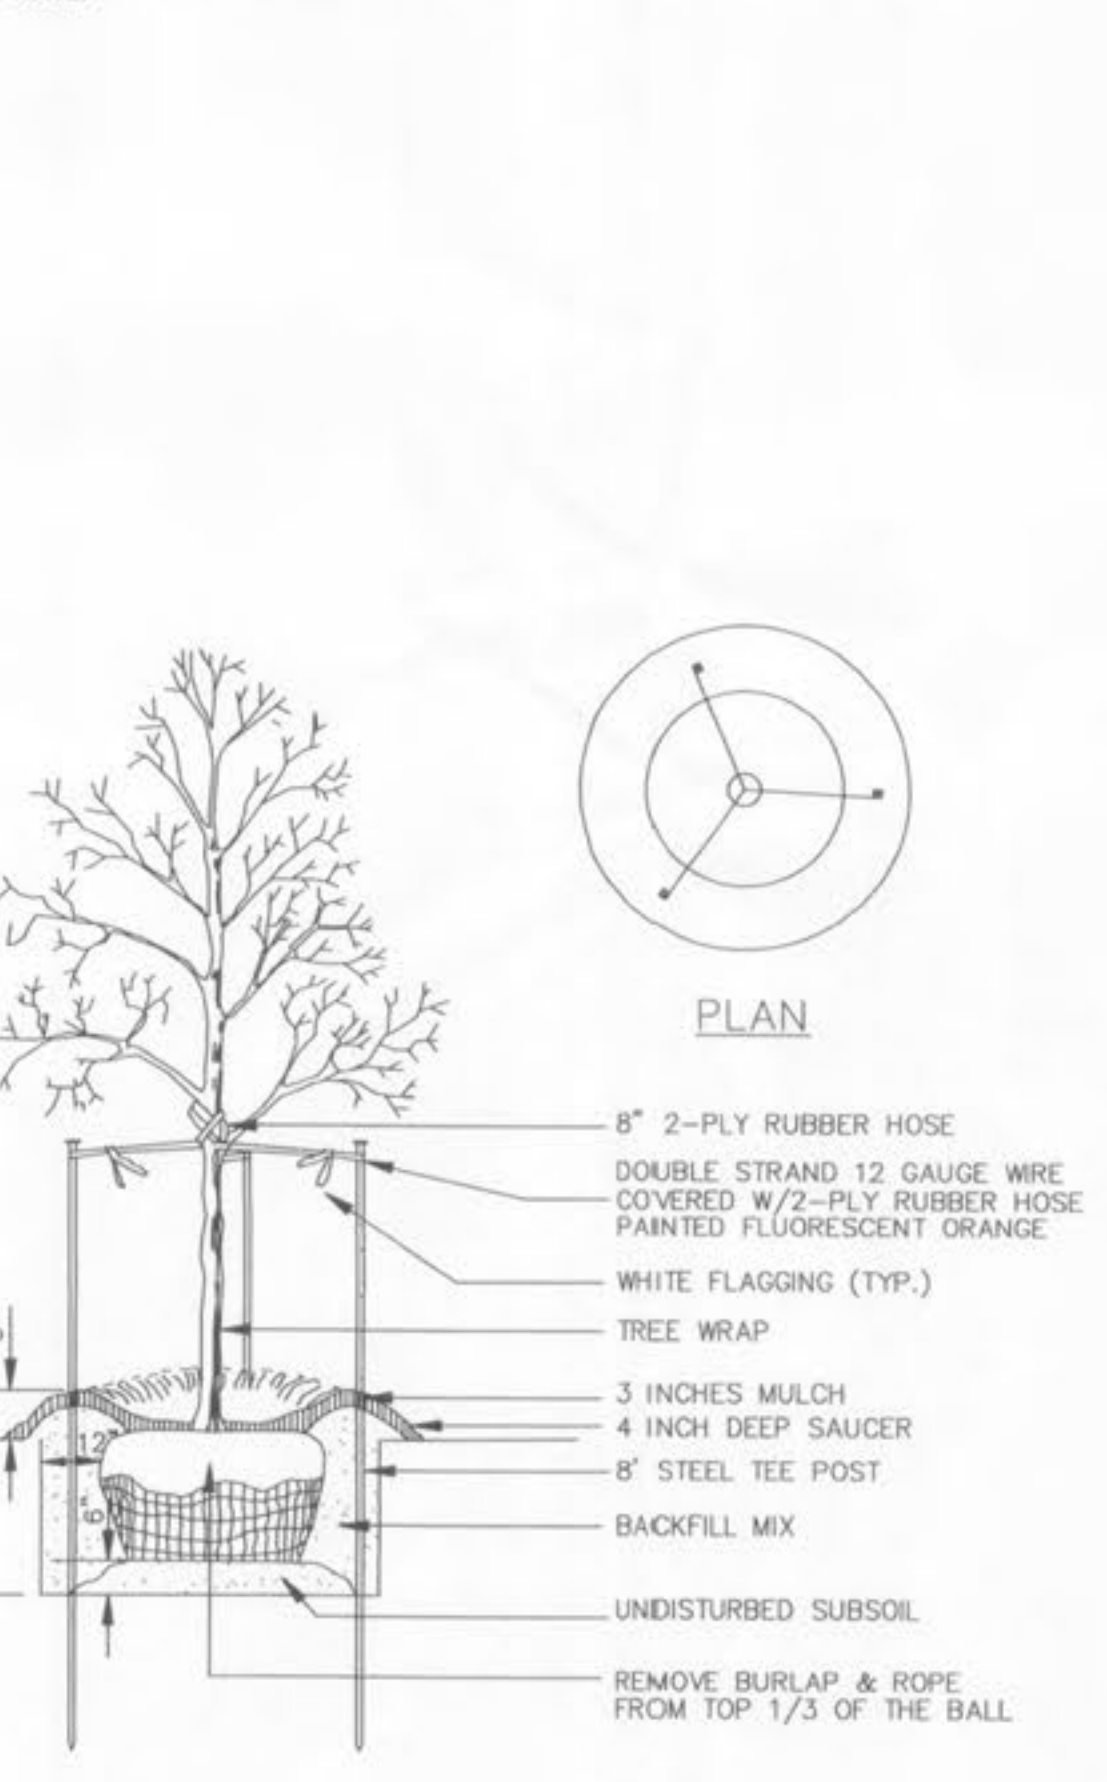 PLAN
8" 2-PLY RUBBER HOSE
DOUBLE STRAND 12 GAUGE WIRE
COVERED W/2-PLY RUBBER HOSE
PAINTED FLUORESCENT ORANGE
WHITE FLAGGING (TYP.)
TREE WRAP
3 INCHES MULCH
4 INCH DEEP SAUCER
12"
8' STEEL TEE POST
6"
BACKFILL MIX
UNDISTURBED SUBSOIL
REMOVE BURLAP & ROPE
FROM TOP 1/3 OF THE BALL